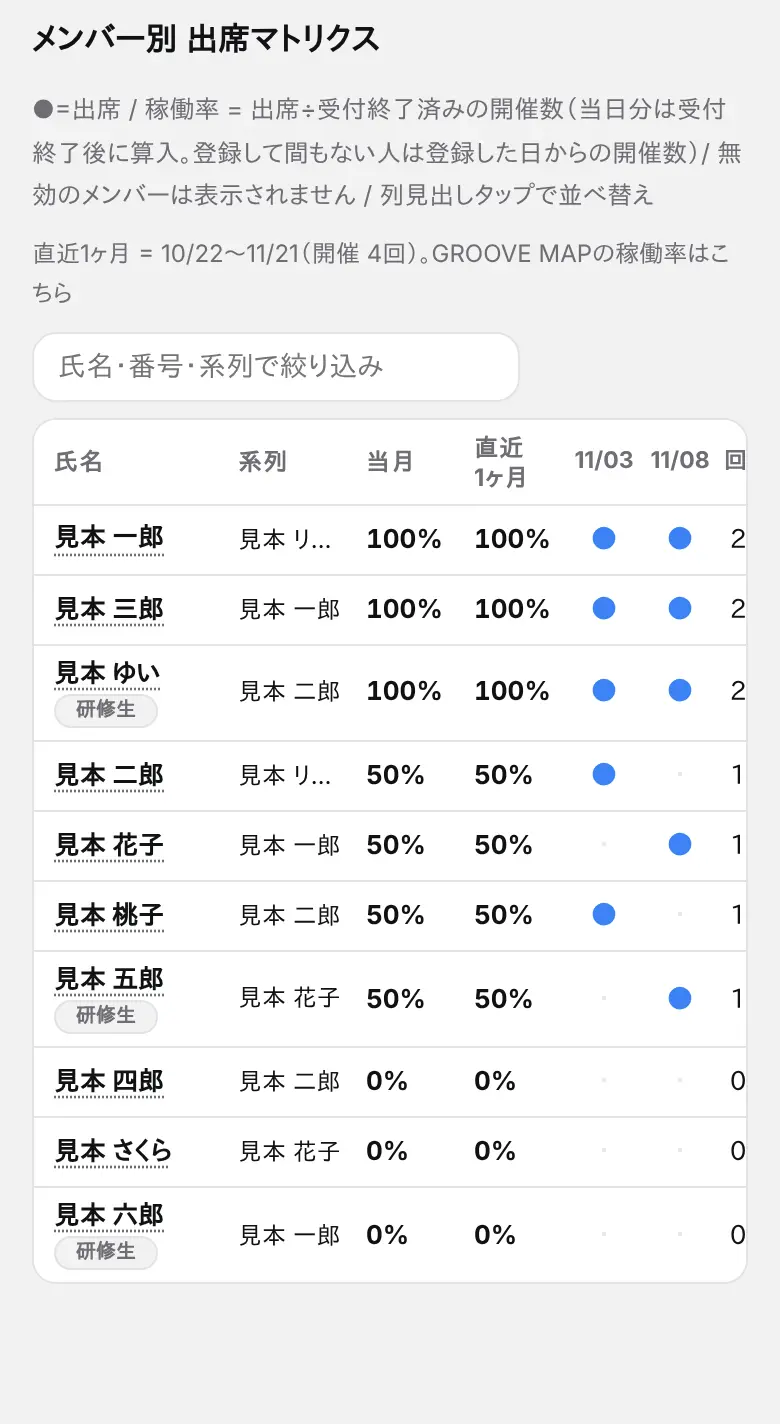 メンバー別 出席マトリクス
●=出席 / 稼働率 = 出席÷受付終了済みの開催数（当日分は受付
終了後に算入。登録して間もない人は登録した日からの開催数）/ 無
効のメンバーは表示されません / 列見出しタップで並べ替え
直近1ヶ月 = 10/22〜11/21（開催 4回）。GROOVE MAPの稼働率はこ
ちら
氏名・番号・系列で絞り込み
氏名 系列 当月 直近1ヶ月 11/03 11/08 回
見本 一郎 見本 リ… 100% 100% ● ● 2
見本 三郎 見本 一郎 100% 100% ● ● 2
見本 ゆい 見本 二郎 100% 100% ● ● 2
研修生
見本 二郎 見本 リ… 50% 50% ● · 1
見本 花子 見本 一郎 50% 50% · ● 1
見本 桃子 見本 二郎 50% 50% ● · 1
見本 五郎 見本 花子 50% 50% · ● 1
研修生
見本 四郎 見本 二郎 0% 0% · · 0
見本 さくら 見本 花子 0% 0% · · 0
見本 六郎 見本 一郎 0% 0% · · 0
研修生